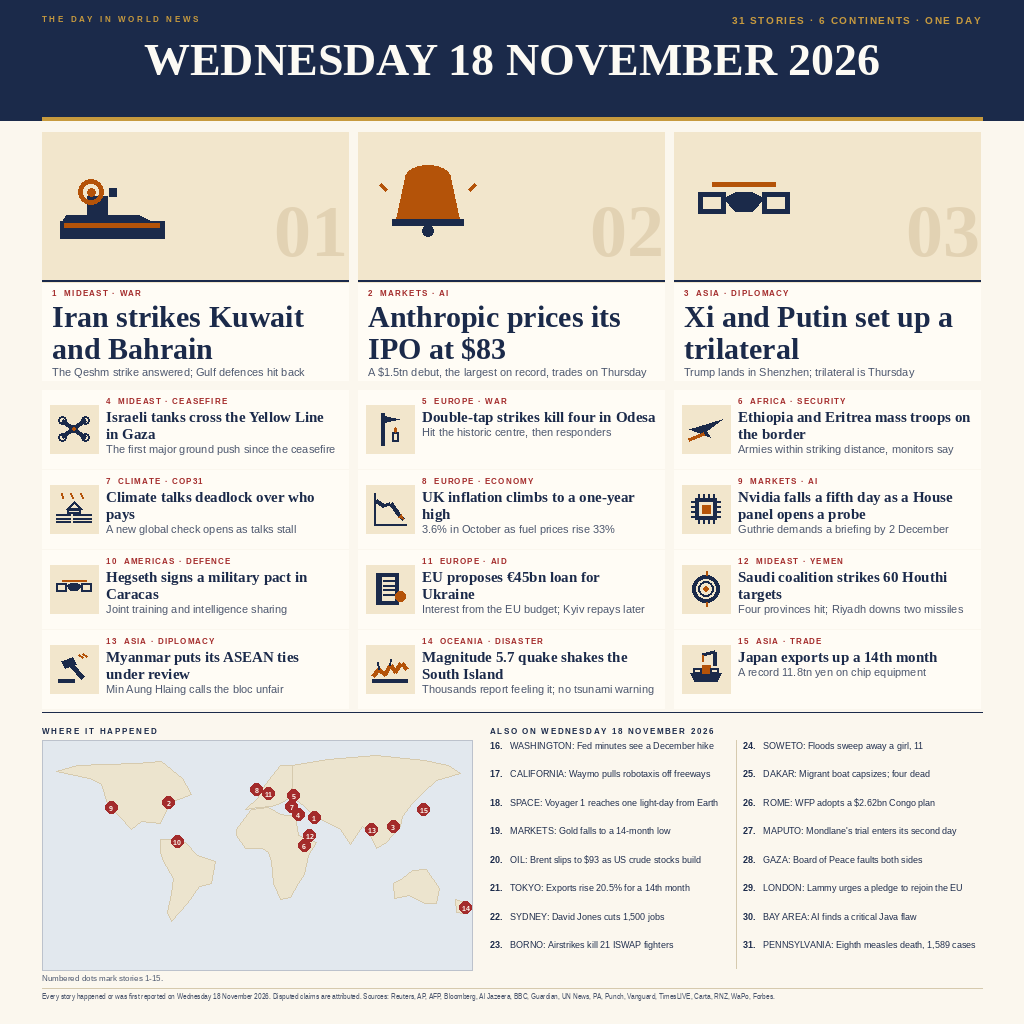 THE DAY IN WORLD NEWS
31 STORIES · 6 CONTINENTS · ONE DAY
WEDNESDAY 18 NOVEMBER 2026
01
02
03
1 MIDEAST · WAR
Iran strikes Kuwait
and Bahrain
The Qeshm strike answered; Gulf defences hit back
2 MARKETS · AI
Anthropic prices its
IPO at $83
A $1.5tn debut, the largest on record, trades on Thursday
3 ASIA · DIPLOMACY
Xi and Putin set up a
trilateral
Trump lands in Shenzhen; trilateral is Thursday
4 MIDEAST · CEASEFIRE
Israeli tanks cross the Yellow Line
in Gaza
The first major ground push since the ceasefire
5 EUROPE · WAR
Double-tap strikes kill four in Odesa
Hit the historic centre, then responders
6 AFRICA · SECURITY
Ethiopia and Eritrea mass troops on
the border
Armies within striking distance, monitors say
7 CLIMATE · COP31
Climate talks deadlock over who
pays
A new global check opens as talks stall
8 EUROPE · ECONOMY
UK inflation climbs to a one-year
high
3.6% in October as fuel prices rise 33%
9 MARKETS · AI
Nvidia falls a fifth day as a House
panel opens a probe
Guthrie demands a briefing by 2 December
10 AMERICAS · DEFENCE
Hegseth signs a military pact in
Caracas
Joint training and intelligence sharing
11 EUROPE · AID
EU proposes €45bn loan for
Ukraine
Interest from the EU budget; Kyiv repays later
12 MIDEAST · YEMEN
Saudi coalition strikes 60 Houthi
targets
Four provinces hit; Riyadh downs two missiles
13 ASIA · DIPLOMACY
Myanmar puts its ASEAN ties
under review
Min Aung Hlaing calls the bloc unfair
14 OCEANIA · DISASTER
Magnitude 5.7 quake shakes the
South Island
Thousands report feeling it; no tsunami warning
15 ASIA · TRADE
Japan exports up a 14th month
A record 11.8tn yen on chip equipment
WHERE IT HAPPENED
9
2
10
8
11
5
7
4
1
12
6
13
3
15
14
Numbered dots mark stories 1-15.
ALSO ON WEDNESDAY 18 NOVEMBER 2026
16. WASHINGTON: Fed minutes see a December hike
17. CALIFORNIA: Waymo pulls robotaxis off freeways
18. SPACE: Voyager 1 reaches one light-day from Earth
19. MARKETS: Gold falls to a 14-month low
20. OIL: Brent slips to $93 as US crude stocks build
21. TOKYO: Exports rise 20.5% for a 14th month
22. SYDNEY: David Jones cuts 1,500 jobs
23. BORNO: Airstrikes kill 21 ISWAP fighters
24. SOWETO: Floods sweep away a girl, 11
25. DAKAR: Migrant boat capsizes; four dead
26. ROME: WFP adopts a $2.62bn Congo plan
27. MAPUTO: Mondlane's trial enters its second day
28. GAZA: Board of Peace faults both sides
29. LONDON: Lammy urges a pledge to rejoin the EU
30. BAY AREA: AI finds a critical Java flaw
31. PENNSYLVANIA: Eighth measles death, 1,589 cases
Every story happened or was first reported on Wednesday 18 November 2026. Disputed claims are attributed. Sources: Reuters, AP, AFP, Bloomberg, Al Jazeera, BBC, Guardian, UN News, PA, Punch, Vanguard, TimesLIVE, Carta, RNZ, WaPo, Forbes.